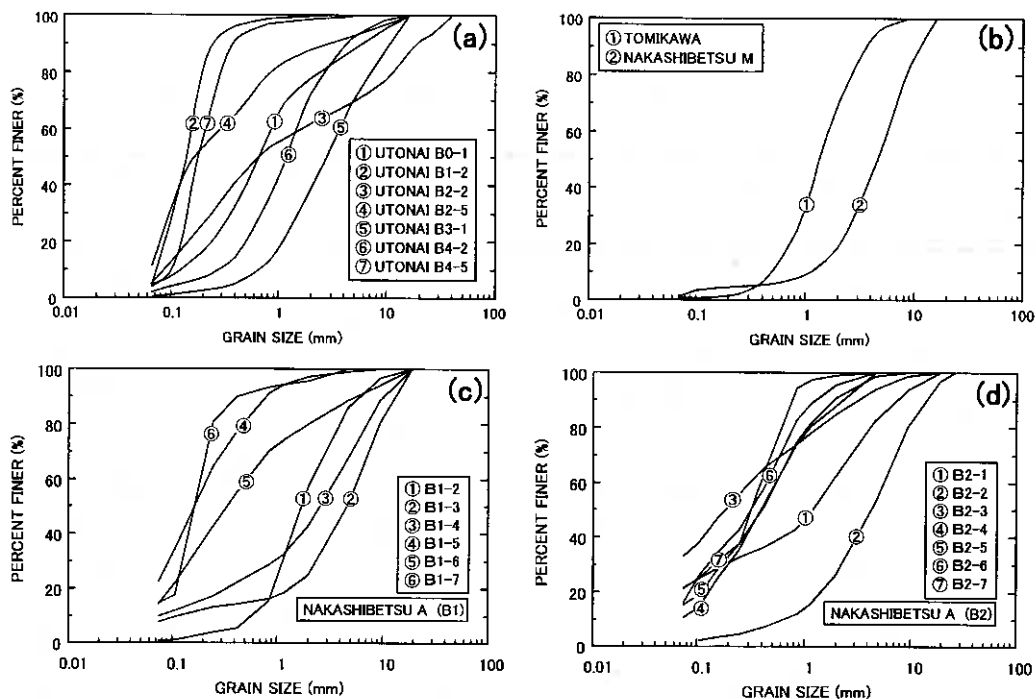 (a)
PERCENT FINER (%)
100
80
60
40
20
0
② ⑦ ④ ① ③ ⑤ ⑥
① UTONAI B0-1
② UTONAI B1-2
③ UTONAI B2-2
④ UTONAI B2-5
⑤ UTONAI B3-1
⑥ UTONAI B4-2
⑦ UTONAI B4-5
0.01 0.1 1 10 100
GRAIN SIZE (mm)
(b)
PERCENT FINER (%)
100
80
60
40
20
0
① TOMIKAWA
② NAKASHIBETSU M
① ②
0.01 0.1 1 10 100
GRAIN SIZE (mm)
(c)
PERCENT FINER (%)
100
80
60
40
20
0
⑥ ④ ⑤ ① ③ ②
① B1-2
② B1-3
③ B1-4
④ B1-5
⑤ B1-6
⑥ B1-7
NAKASHIBETSU A (B1)
0.01 0.1 1 10 100
GRAIN SIZE (mm)
(d)
PERCENT FINER (%)
100
80
60
40
20
0
③ ⑥ ① ② ⑦ ⑤ ④
① B2-1
② B2-2
③ B2-3
④ B2-4
⑤ B2-5
⑥ B2-6
⑦ B2-7
NAKASHIBETSU A (B2)
0.01 0.1 1 10 100
GRAIN SIZE (mm)